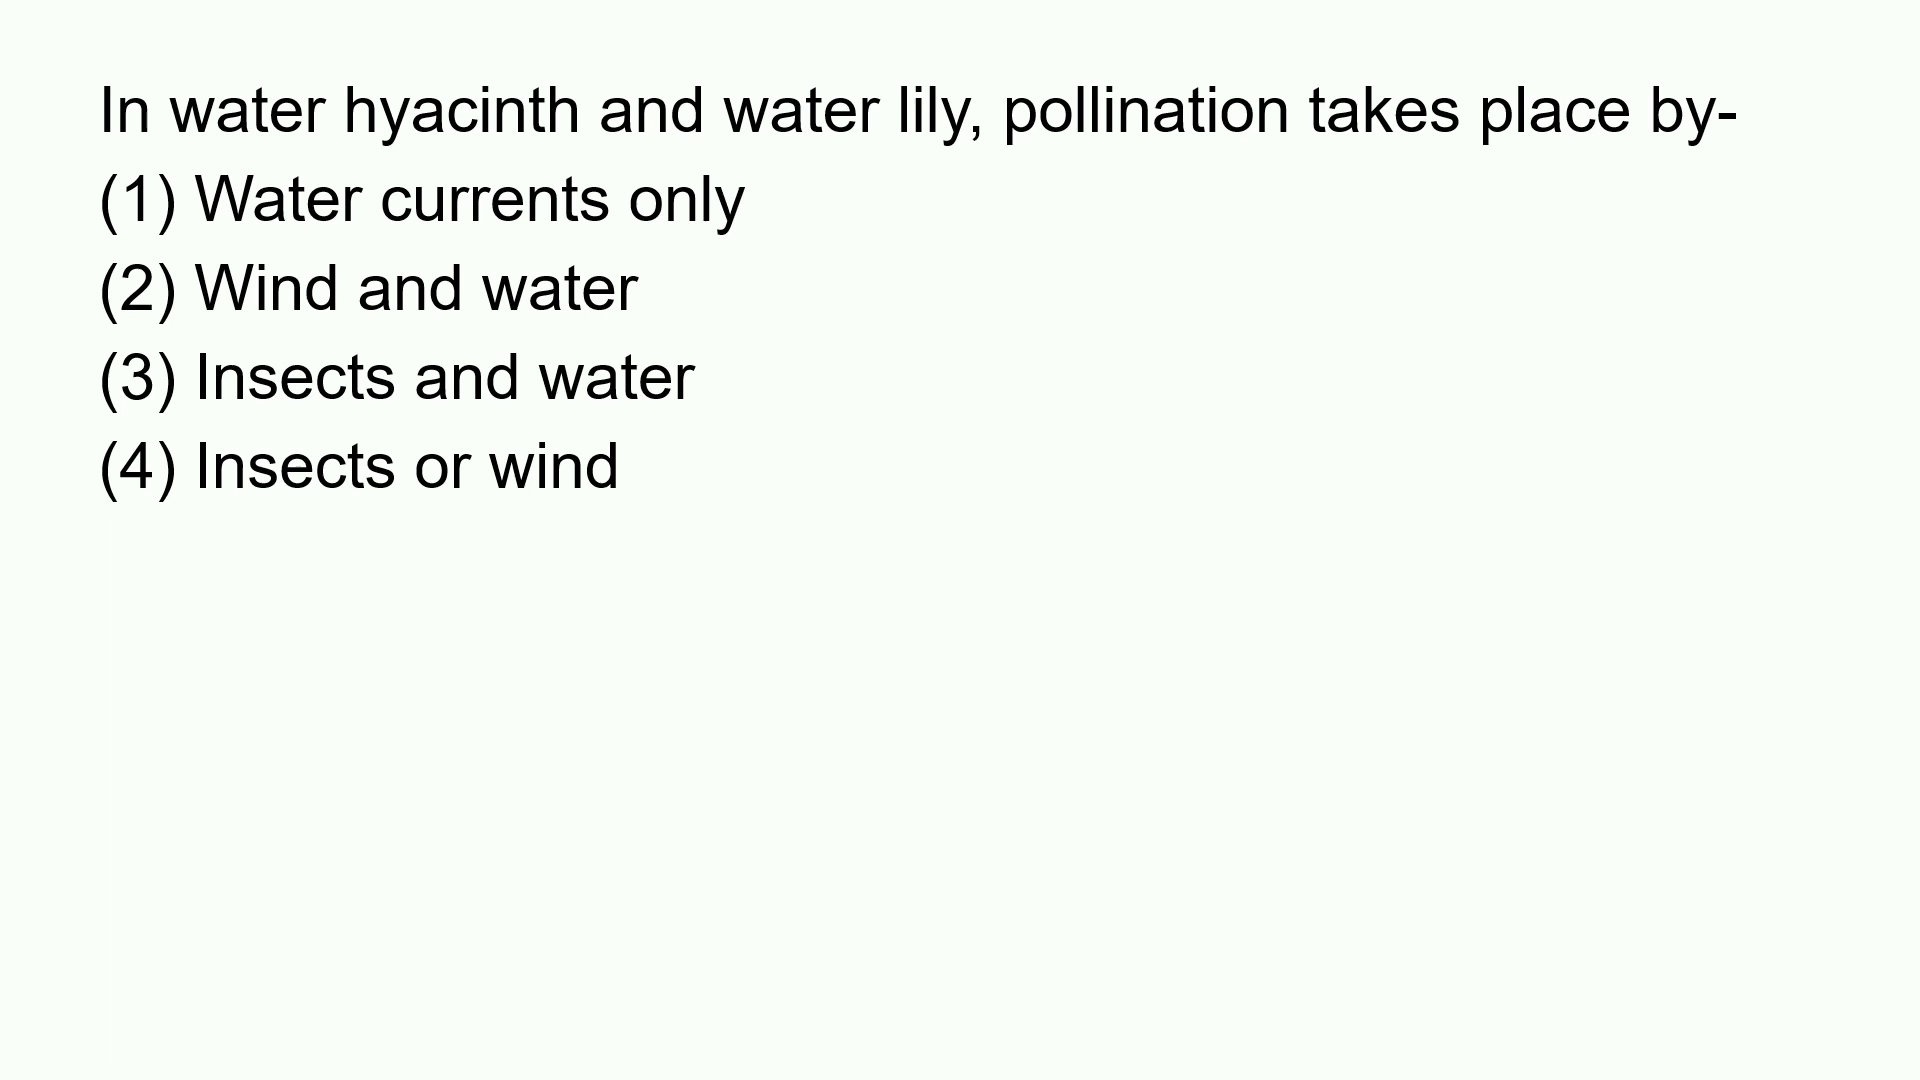 In water hyacinth and water lily, pollination takes place by-
(1) Water currents only
(2) Wind and water
(3) Insects and water
(4) Insects or wind